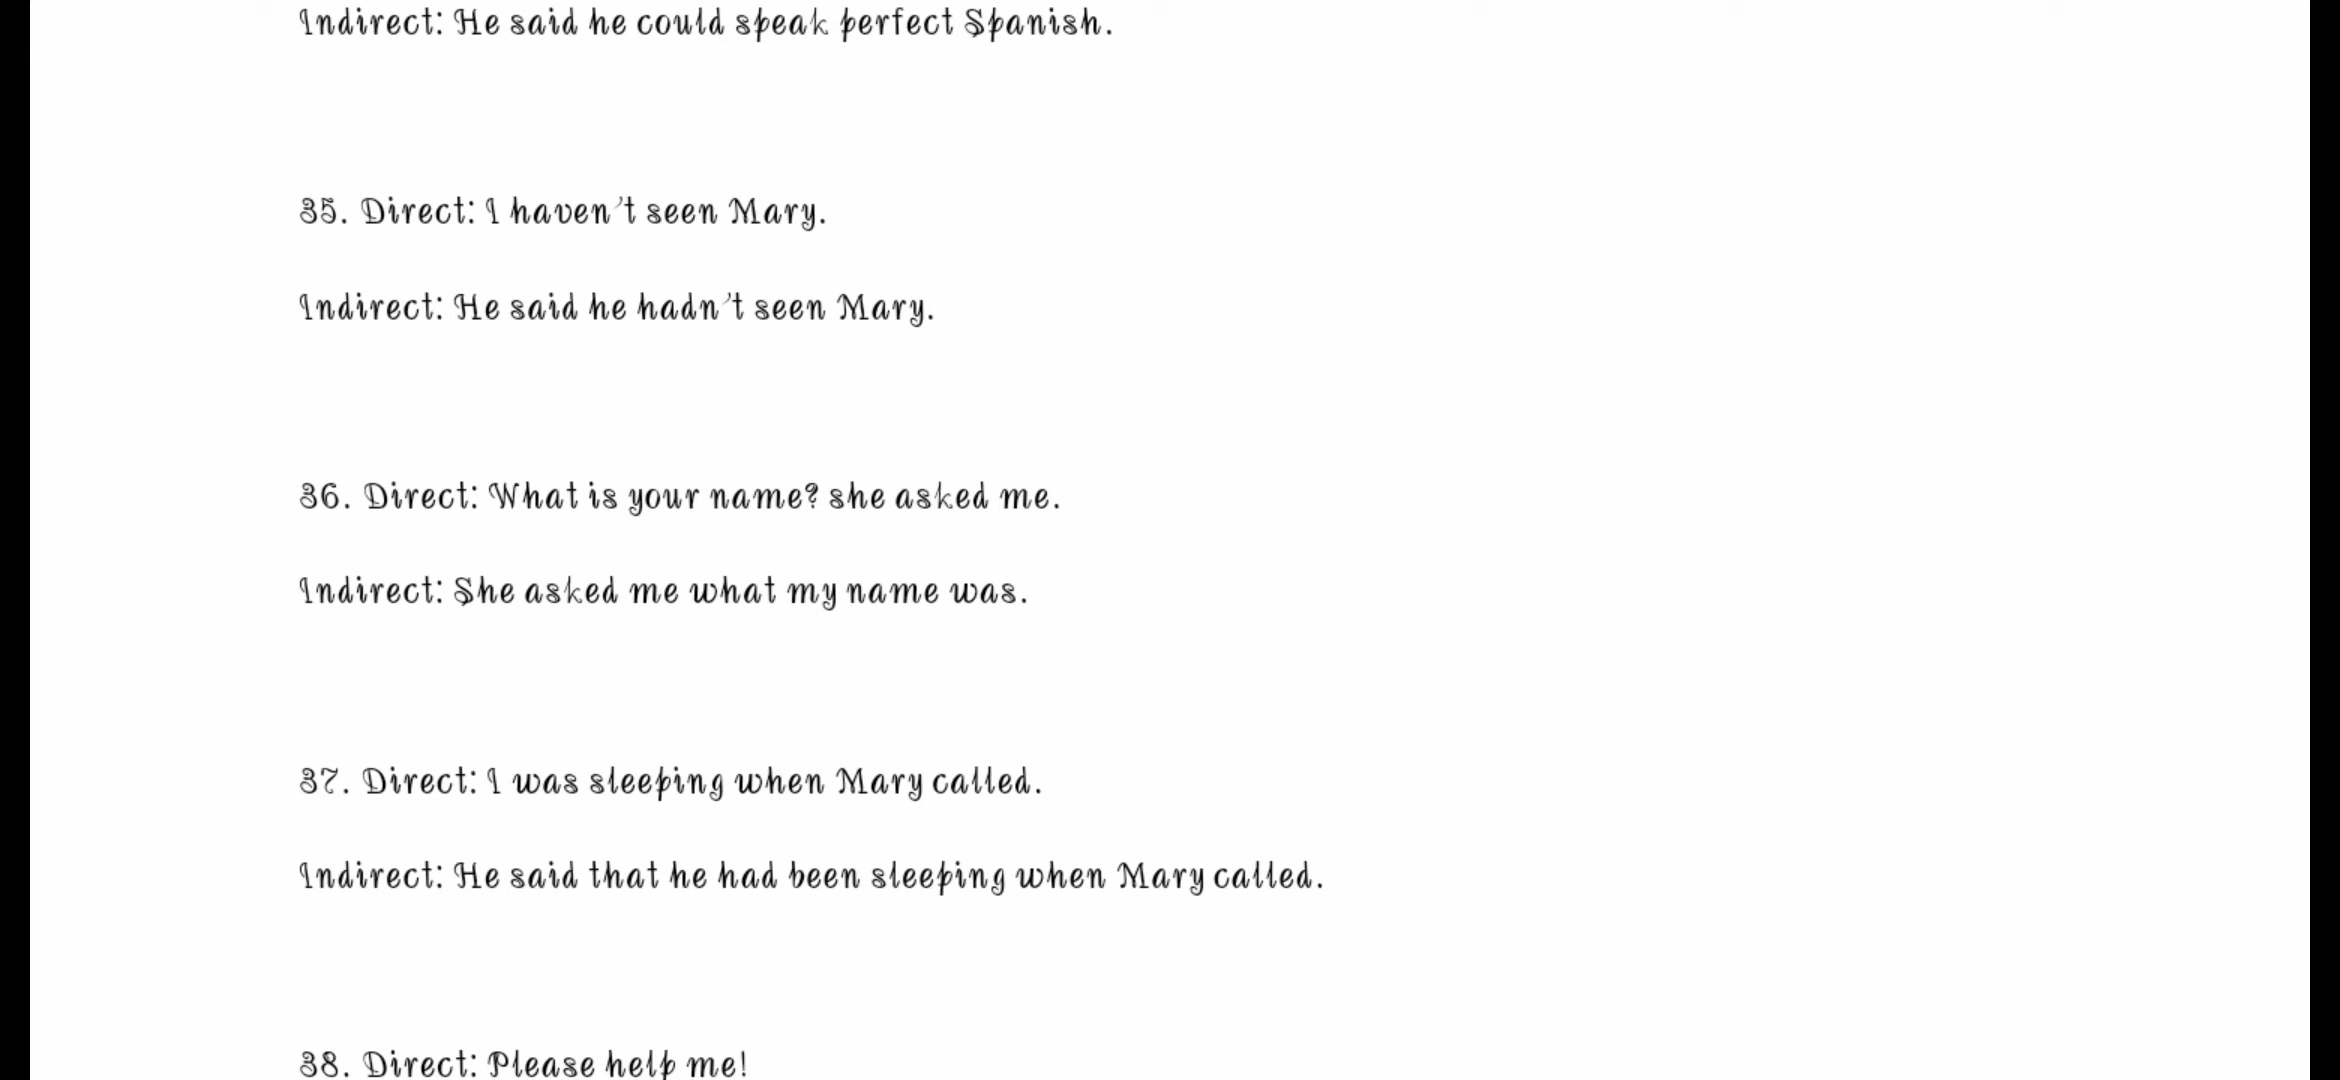 Indirect: He said he could speak perfect Spanish.
35. Direct: I haven't seen Mary.
Indirect: He said he hadn't seen Mary.
36. Direct: What is your name? she asked me.
Indirect: She asked me what my name was.
37. Direct: I was sleeping when Mary called.
Indirect: He said that he had been sleeping when Mary called.
38. Direct: Please help me!